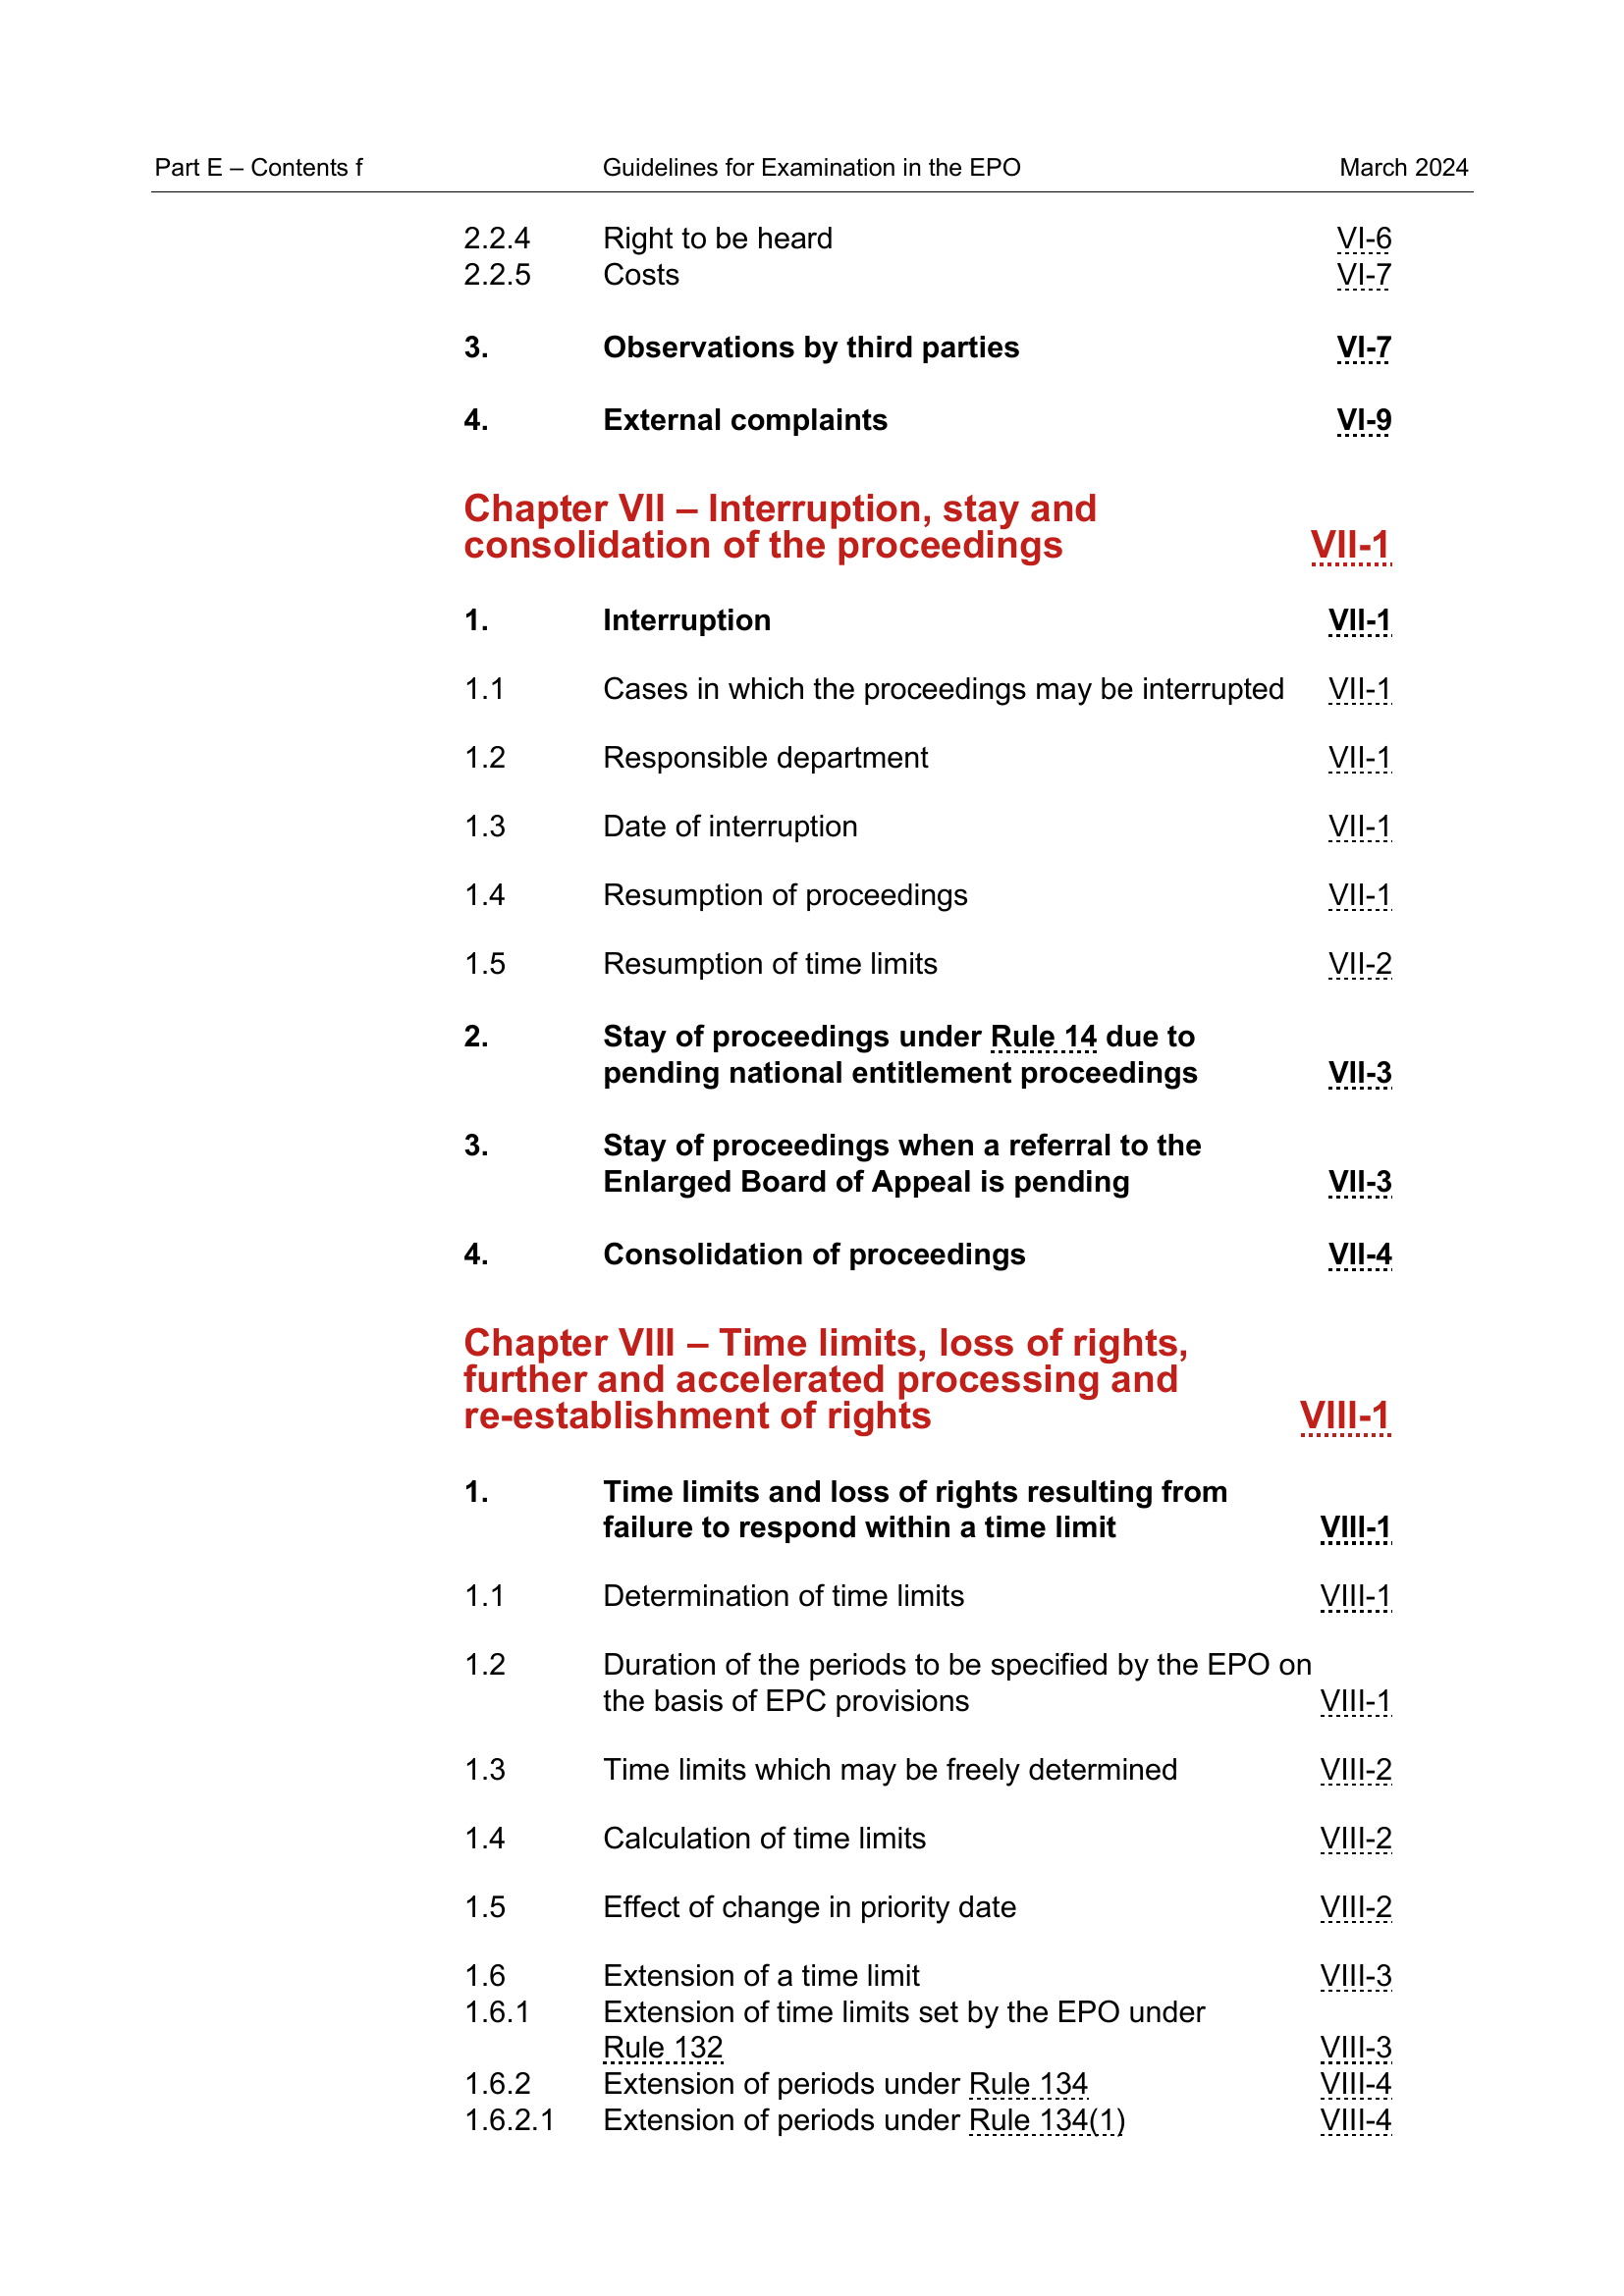 Part E – Contents f Guidelines for Examination in the EPO March 2024
2.2.4 Right to be heard VI-6
2.2.5 Costs VI-7
3. Observations by third parties VI-7
4. External complaints VI-9
Chapter VII – Interruption, stay and
consolidation of the proceedings VII-1
1. Interruption VII-1
1.1 Cases in which the proceedings may be interrupted VII-1
1.2 Responsible department VII-1
1.3 Date of interruption VII-1
1.4 Resumption of proceedings VII-1
1.5 Resumption of time limits VII-2
2. Stay of proceedings under Rule 14 due to
pending national entitlement proceedings VII-3
3. Stay of proceedings when a referral to the
Enlarged Board of Appeal is pending VII-3
4. Consolidation of proceedings VII-4
Chapter VIII – Time limits, loss of rights,
further and accelerated processing and
re-establishment of rights VIII-1
1. Time limits and loss of rights resulting from
failure to respond within a time limit VIII-1
1.1 Determination of time limits VIII-1
1.2 Duration of the periods to be specified by the EPO on
the basis of EPC provisions VIII-1
1.3 Time limits which may be freely determined VIII-2
1.4 Calculation of time limits VIII-2
1.5 Effect of change in priority date VIII-2
1.6 Extension of a time limit VIII-3
1.6.1 Extension of time limits set by the EPO under
Rule 132 VIII-3
1.6.2 Extension of periods under Rule 134 VIII-4
1.6.2.1 Extension of periods under Rule 134(1) VIII-4